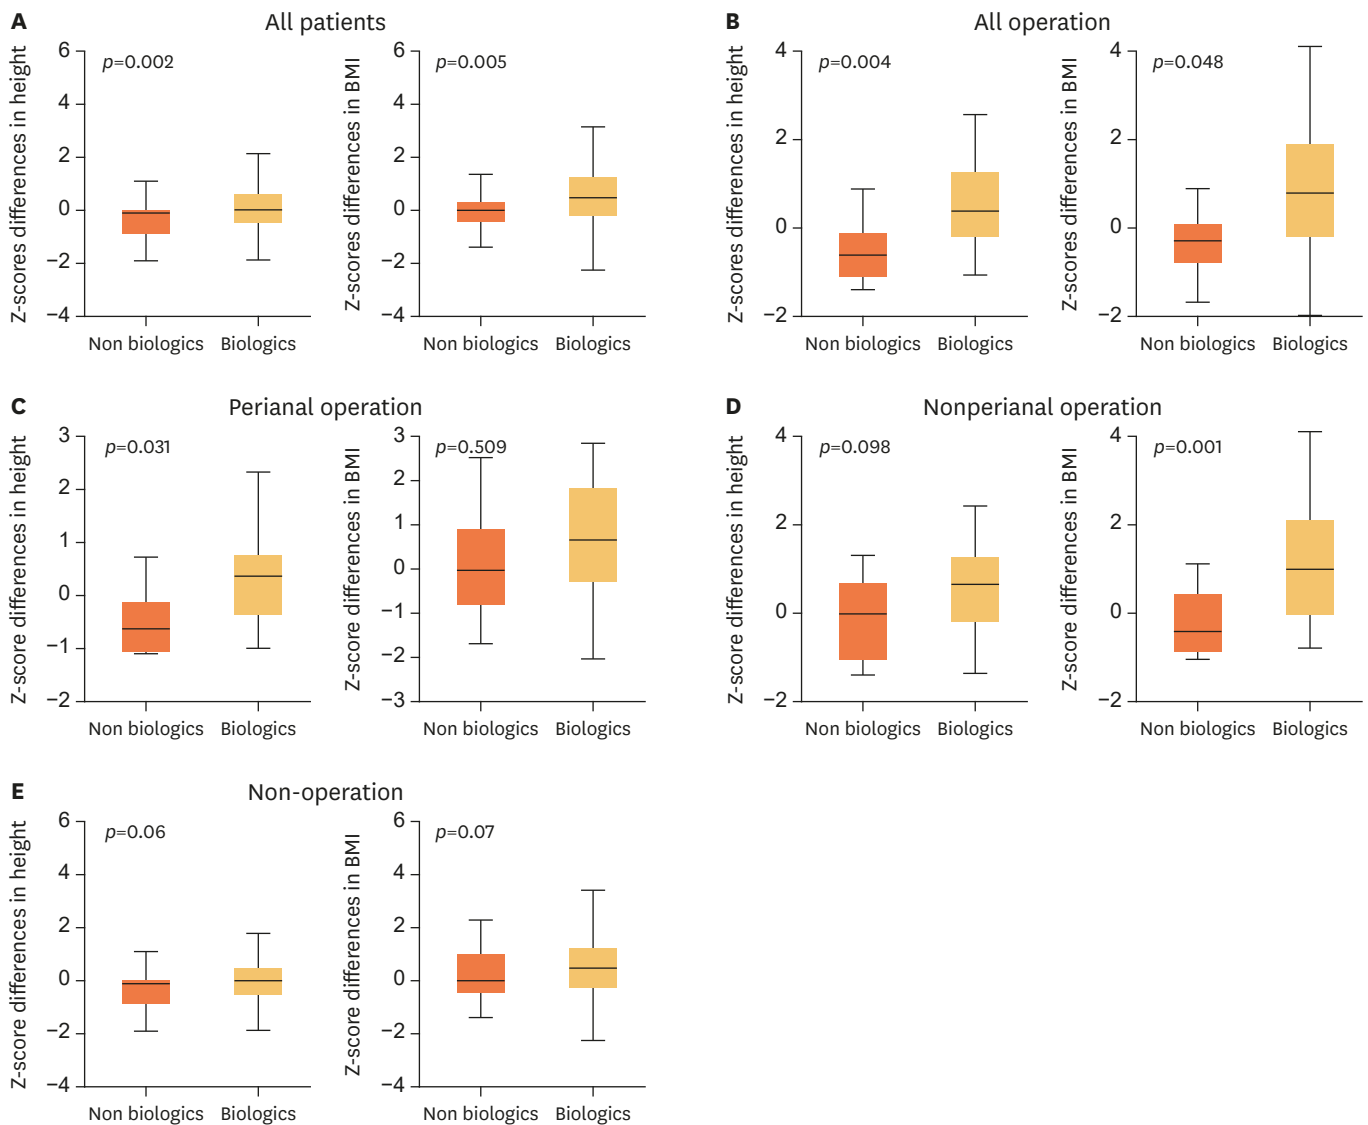 A All patients
Z-scores differences in height
6
4
2
0
−2
−4
p=0.002
Non biologics Biologics
Z-scores differences in BMI
6
4
2
0
−2
−4
p=0.005
Non biologics Biologics
B All operation
Z-scores differences in height
4
2
0
−2
p=0.004
Non biologics Biologics
Z-scores differences in BMI
4
2
0
−2
p=0.048
Non biologics Biologics
C Perianal operation
Z-score differences in height
3
2
1
0
−1
−2
p=0.031
Non biologics Biologics
Z-score differences in BMI
3
2
1
0
−1
−2
−3
p=0.509
Non biologics Biologics
D Nonperianal operation
Z-score differences in height
4
2
0
−2
p=0.098
Non biologics Biologics
Z-score differences in BMI
4
2
0
−2
p=0.001
Non biologics Biologics
E Non-operation
Z-score differences in height
6
4
2
0
−2
−4
p=0.06
Non biologics Biologics
Z-score differences in BMI
6
4
2
0
−2
−4
p=0.07
Non biologics Biologics